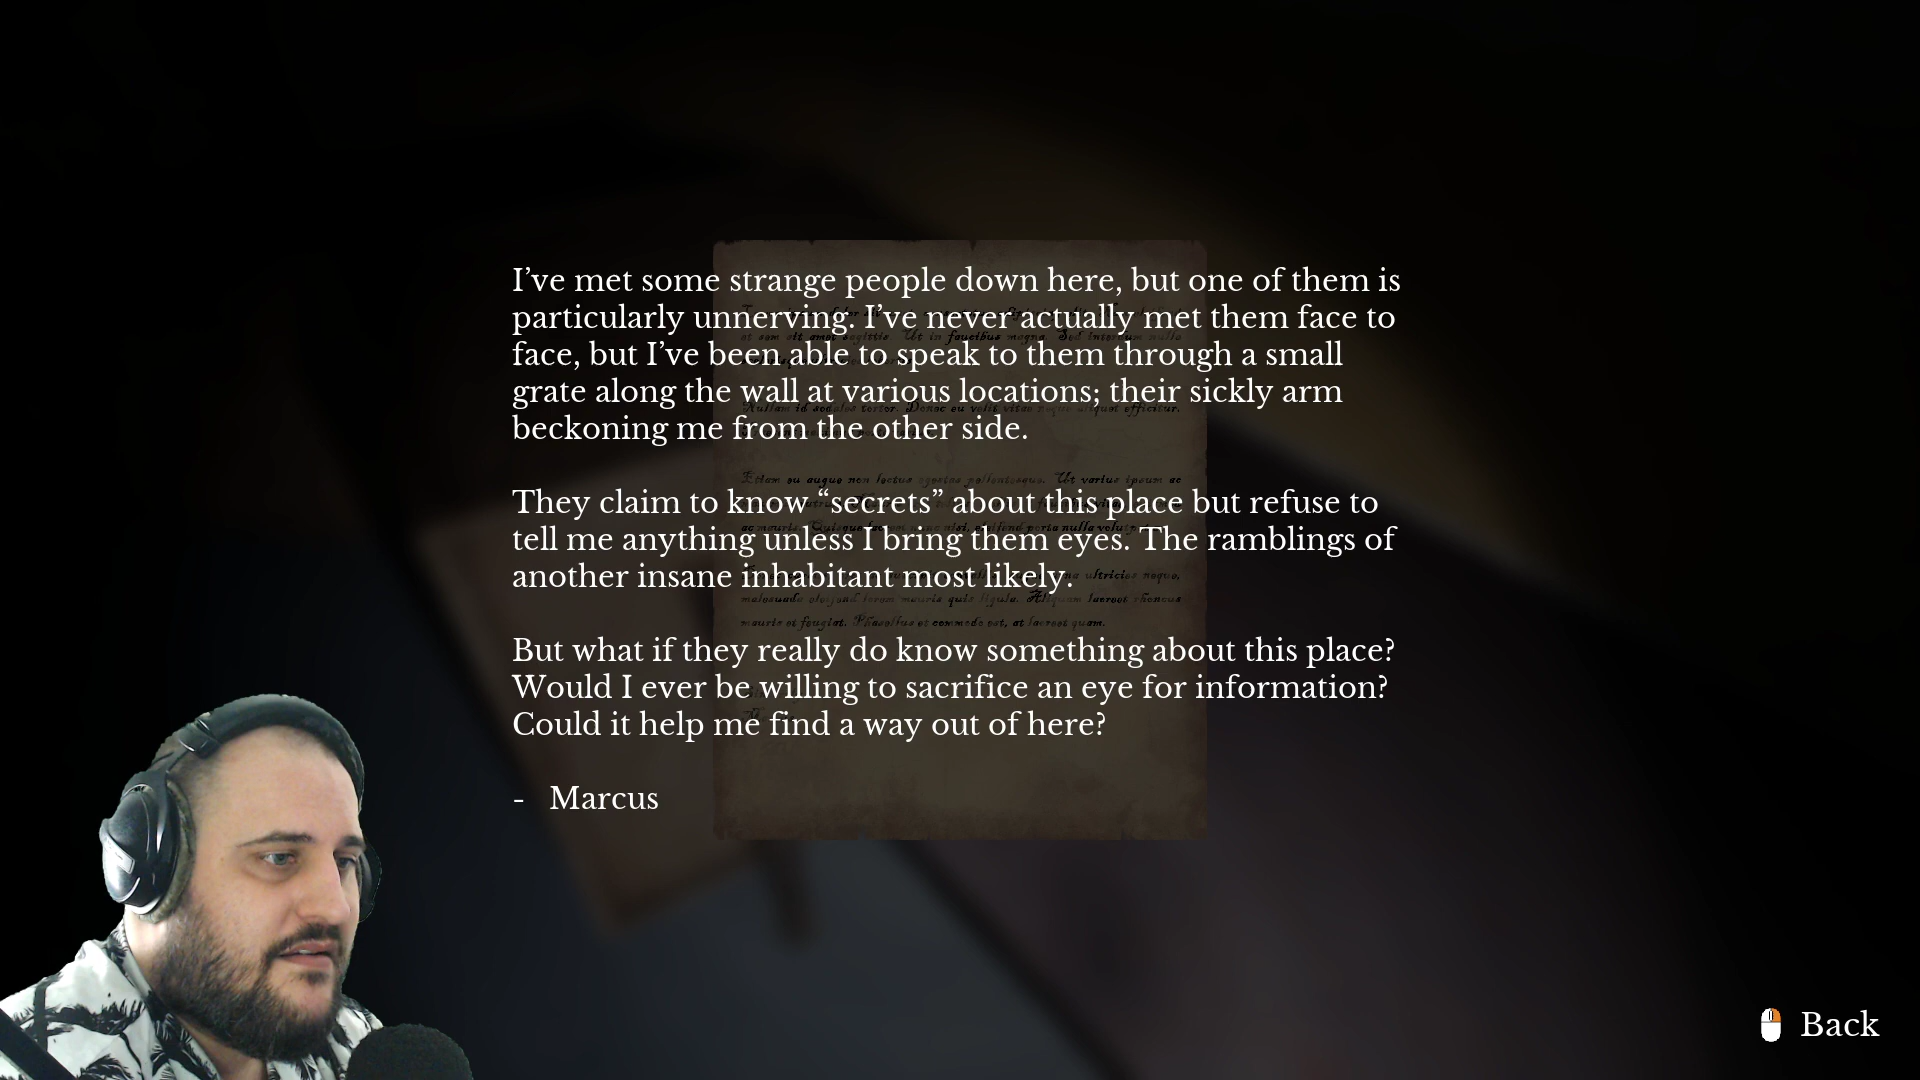 I’ve met some strange people down here, but one of them is
particularly unnerving. I’ve never actually met them face to
face, but I’ve been able to speak to them through a small
grate along the wall at various locations; their sickly arm
beckoning me from the other side.
They claim to know “secrets” about this place but refuse to
tell me anything unless I bring them eyes. The ramblings of
another insane inhabitant most likely.
But what if they really do know something about this place?
Would I ever be willing to sacrifice an eye for information?
Could it help me find a way out of here?
- Marcus
Back